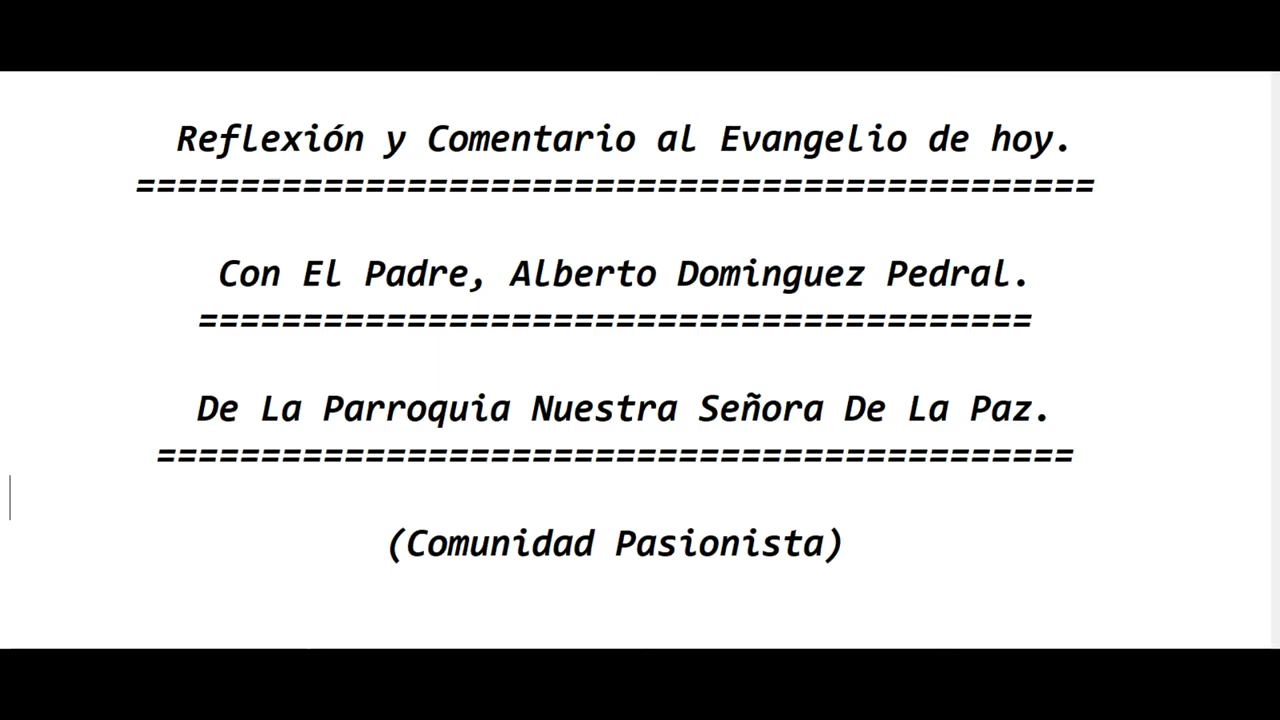 Reflexión y Comentario al Evangelio de hoy.
==============================================
Con El Padre, Alberto Dominguez Pedral.
========================================
De La Parroquia Nuestra Señora De La Paz.
============================================
(Comunidad Pasionista)